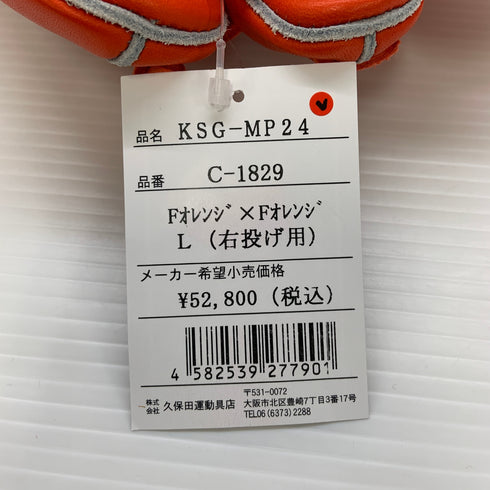 品名 KSG-MP24
品番 C-1829
Fｵﾚﾝｼﾞ×Fｵﾚﾝｼﾞ
L（右投げ用）
メーカー希望小売価格
¥52,800（税込）
4 582539 277901
株式会社 久保田運動具店
〒531-0072
大阪市北区豊崎7丁目3番17号
TEL06(6373)2288